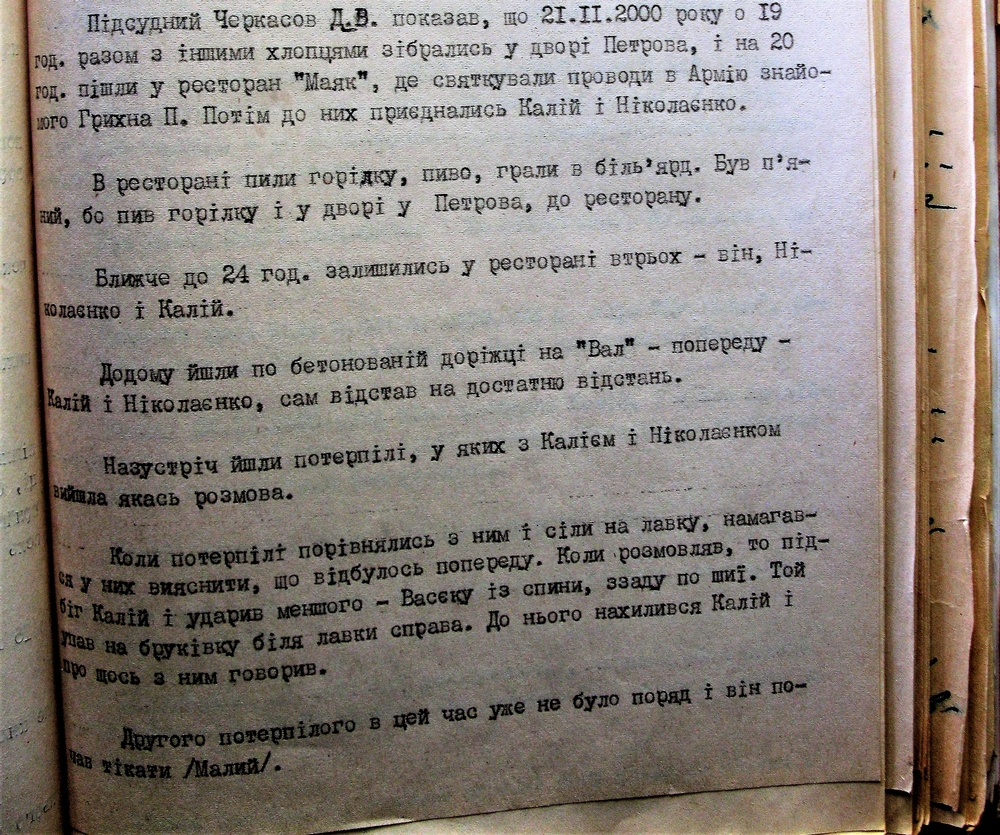 Підсудний Черкасов Д.В. показав, що 21.11.2000 року о 19
год. разом з іншими хлопцями зібрались у дворі Петрова, і на 20
год. пішли у ресторан "Маяк", де святкували проводи в Армію знайо-
мого Грихна П. Потім до них приєднались Калій і Ніколаєнко.
В ресторані пили горідку, пиво, грали в біль'ярд. Був п'я-
ний, бо пив горілку і у дворі у Петрова, до ресторану.
Ближче до 24 год. залишились у ресторані втрьох - він, Ні-
колаєнко і Калій.
Додому йшли по бетонованій доріжці на "Вал" - попереду -
Калій і Ніколаєнко, сам відстав на достатню відстань.
Назустріч йшли потерпілі, у яких з Калієм і Ніколаєнком
вийшла якась розмова.
Коли потерпілі порівнялись з ним і сіли на лавку, намагав-
ся у них вияснити, що відбулось попереду. Коли розмовляв, то під-
біг Калій і ударив меншого - Васєку із спини, ззаду по шиї. Той
упав на бруківку біля лавки справа. До нього нахилився Калій і
про щось з ним говорив.
Другого потерпілого в цей час уже не було поряд і він по-
чав тікати /Малий/.